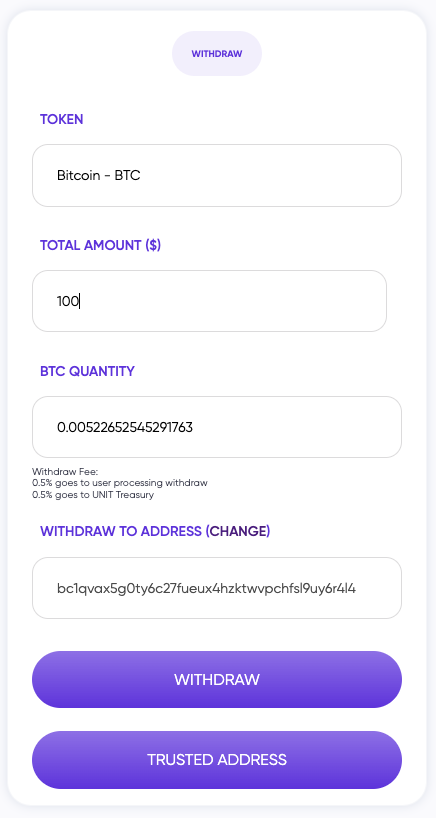 WITHDRAW
TOKEN
Bitcoin - BTC
TOTAL AMOUNT ($)
100
BTC QUANTITY
0.00522652545291763
Withdraw Fee:
0.5% goes to user processing withdraw
0.5% goes to UNIT Treasury
WITHDRAW TO ADDRESS (CHANGE)
bc1qvax5g0ty6c27fueux4hzktwvpchfsl9uy6r4l4
WITHDRAW
TRUSTED ADDRESS